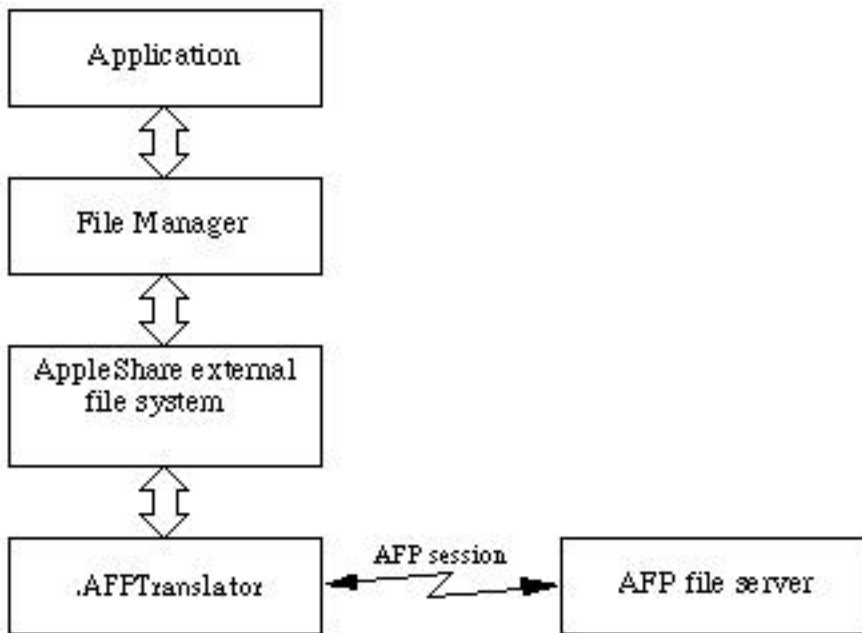 Application
File Manager
AppleShare external
file system
AFP session
.AFPTranslator
AFP file server